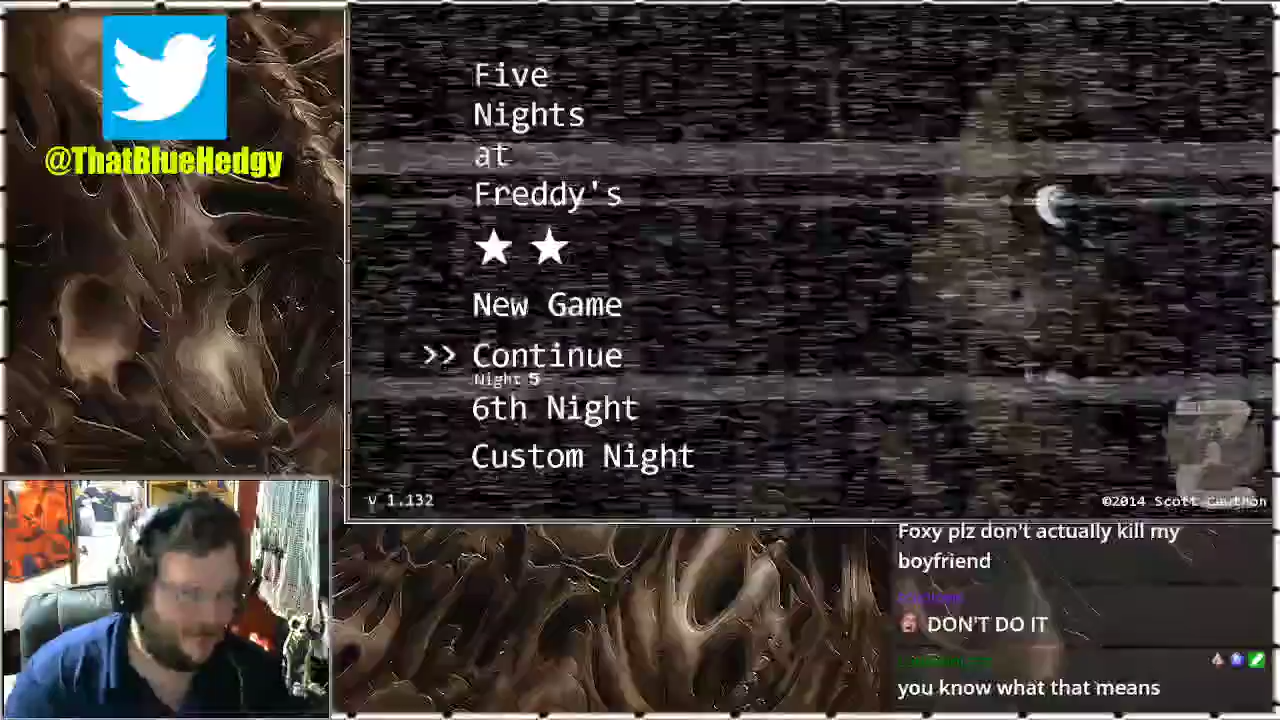 @ThatBlueHedgy
Five
Nights
at
Freddy's
New Game
>> Continue
Night 5
6th Night
Custom Night
v 1.132
©2014 Scott Cawthon
Foxy plz don't actually kill my
boyfriend
DON'T DO IT
you know what that means